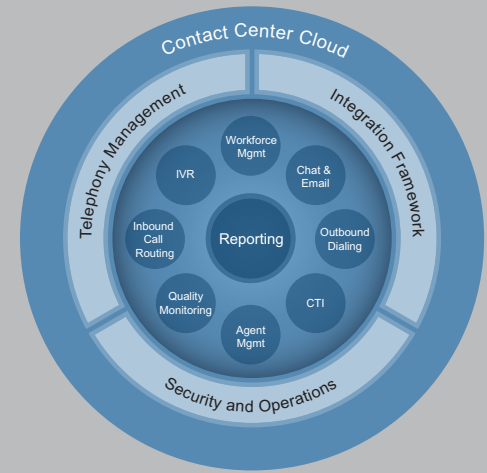 Contact Center Cloud
Telephony Management
Integration Framework
Workforce
Mgmt
IVR
Chat &
Email
Inbound
Call
Routing
Reporting
Outbound
Dialing
Quality
Monitoring
CTI
Agent
Mgmt
Security and Operations